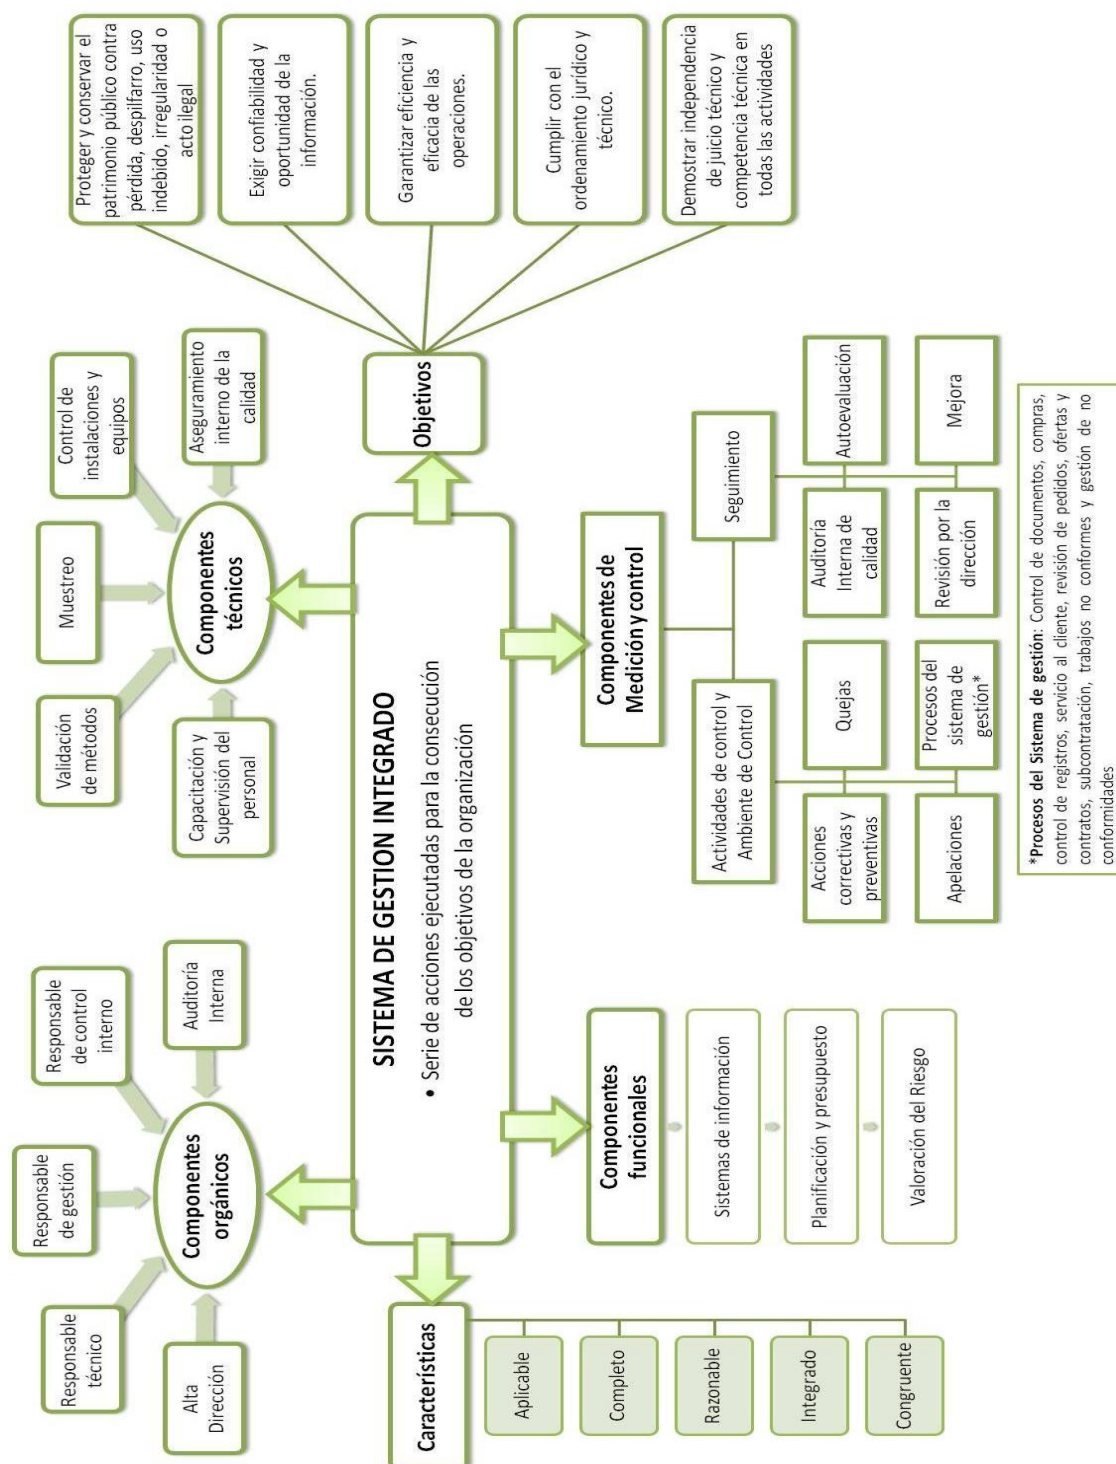 Responsable
técnico
Responsable
de gestión
Responsable
de control
interno
Alta
Dirección
Auditoría
Interna
Componentes
orgánicos
Validación
de métodos
Muestreo
Control de
instalaciones y
equipos
Capacitación y
Supervisión del
personal
Aseguramiento
interno de la
calidad
Componentes
técnicos
SISTEMA DE GESTION INTEGRADO
• Serie de acciones ejecutadas para la consecución
de los objetivos de la organización
Características
Aplicable
Completo
Razonable
Integrado
Congruente
Componentes
funcionales
Sistemas de información
Planificación y presupuesto
Valoración del Riesgo
Componentes de
Medición y control
Actividades de control y
Ambiente de Control
Acciones
correctivas y
preventivas
Quejas
Apelaciones
Procesos del
sistema de
gestión*
Seguimiento
Auditoría
Interna de
calidad
Autoevaluación
Revisión por la
dirección
Mejora
*Procesos del Sistema de gestión: Control de documentos, compras,
control de registros, servicio al cliente, revisión de pedidos, ofertas y
contratos, subcontratación, trabajos no conformes y gestión de no
conformidades
Objetivos
Proteger y conservar el
patrimonio público contra
pérdida, despilfarro, uso
indebido, irregularidad o
acto ilegal
Exigir confiabilidad y
oportunidad de la
información.
Garantizar eficiencia y
eficacia de las
operaciones.
Cumplir con el
ordenamiento jurídico y
técnico.
Demostrar independencia
de juicio técnico y
competencia técnica en
todas las actividades